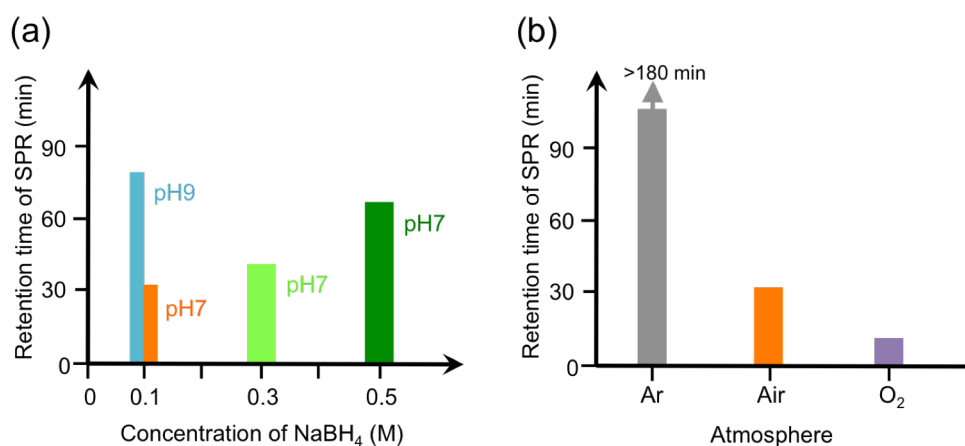 (a)
Retention time of SPR (min)
90
60
30
0
pH9
pH7
pH7
pH7
0 0.1 0.3 0.5
Concentration of NaBH₄ (M)
(b)
Retention time of SPR (min)
>180 min
90
60
30
0
Ar Air O₂
Atmosphere